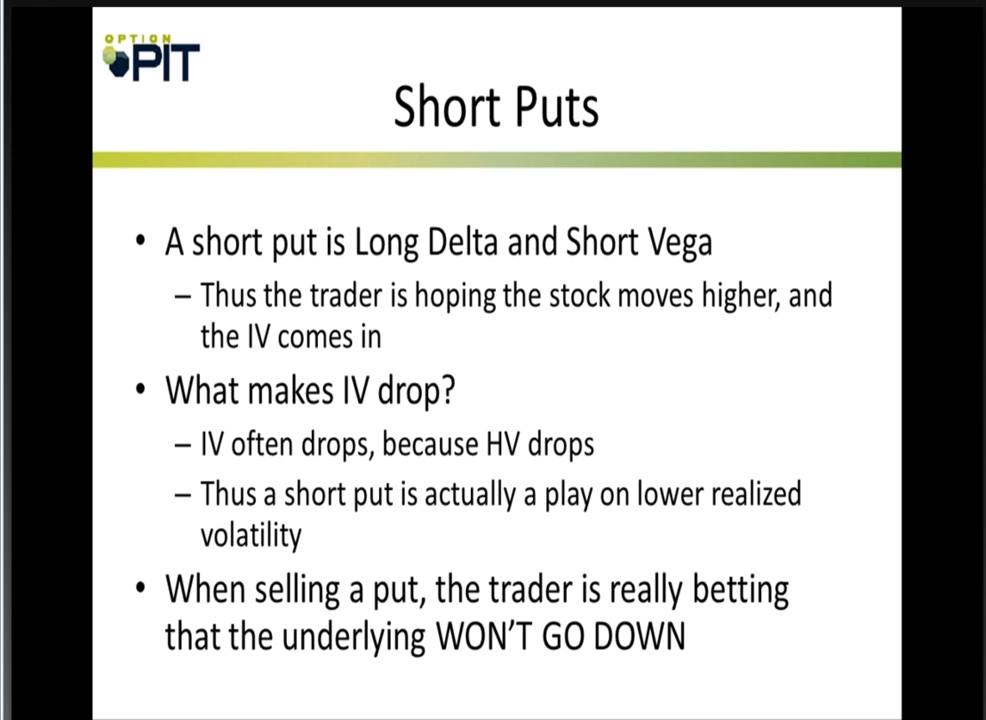 OPTION
PIT
Short Puts
• A short put is Long Delta and Short Vega
– Thus the trader is hoping the stock moves higher, and
the IV comes in
• What makes IV drop?
– IV often drops, because HV drops
– Thus a short put is actually a play on lower realized
volatility
• When selling a put, the trader is really betting
that the underlying WON'T GO DOWN